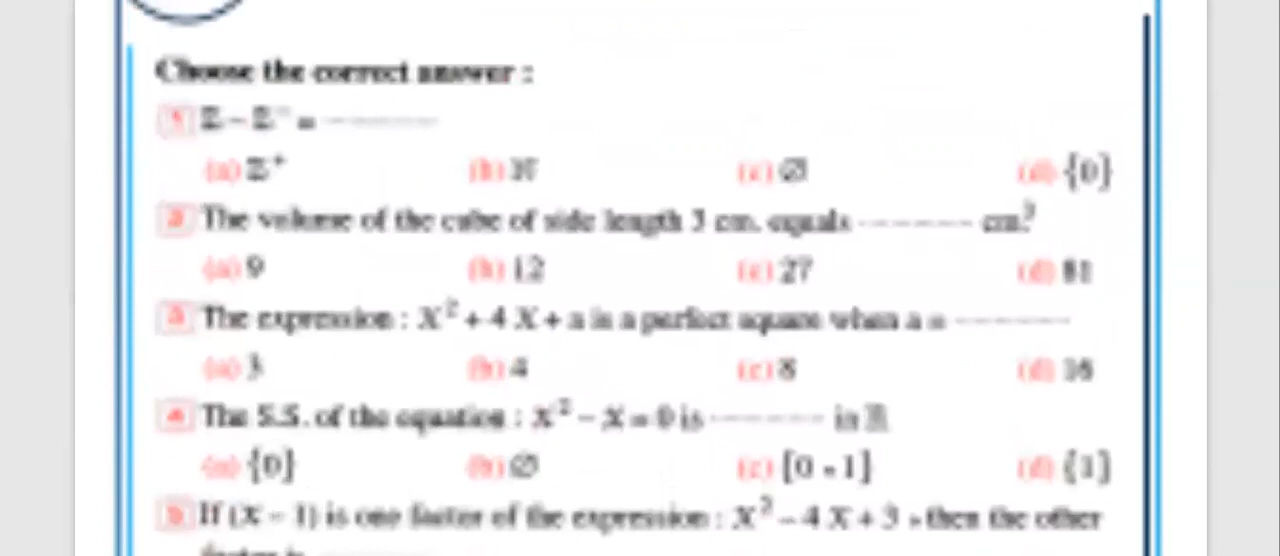 Choose the correct answer :
1 ℤ – ℤ⁻ = ..........
(a) ℤ⁺ (b) ℕ (c) ∅ (d) {0}
2 The volume of the cube of side length 3 cm. equals .......... cm³
(a) 9 (b) 12 (c) 27 (d) 81
3 The expression : X² + 4 X + a is a perfect square when a = ..........
(a) 3 (b) 4 (c) 8 (d) 16
4 The S.S. of the equation : X² – X = 0 is .......... in ℝ
(a) {0} (b) ∅ (c) {0 , 1} (d) {1}
5 If (X – 1) is one factor of the expression : X² – 4 X + 3 , then the other
factor is ..........